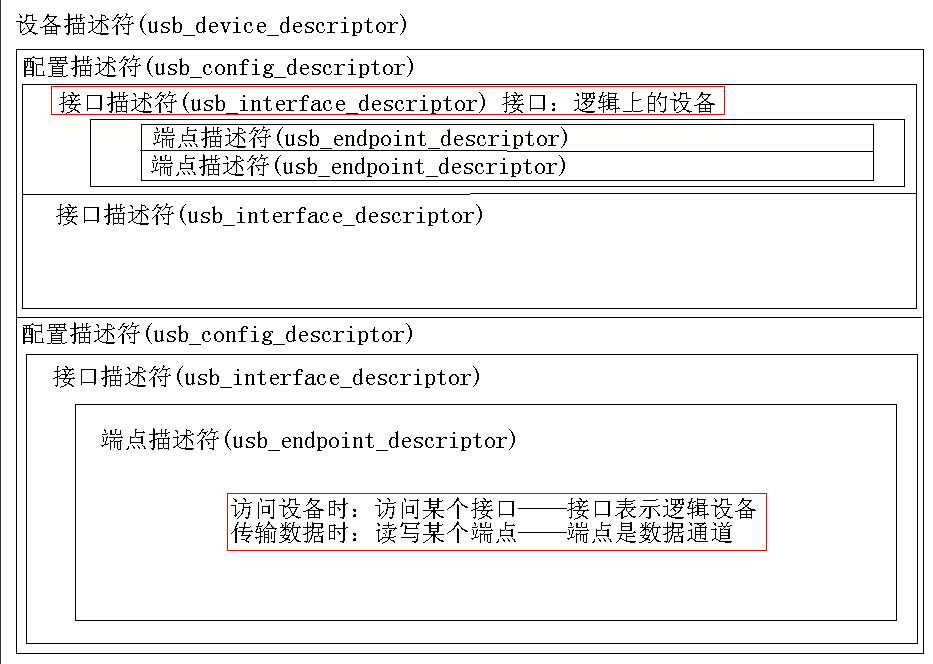 设备描述符(usb_device_descriptor)
配置描述符(usb_config_descriptor)
接口描述符(usb_interface_descriptor) 接口：逻辑上的设备
端点描述符(usb_endpoint_descriptor)
端点描述符(usb_endpoint_descriptor)
接口描述符(usb_interface_descriptor)
配置描述符(usb_config_descriptor)
接口描述符(usb_interface_descriptor)
端点描述符(usb_endpoint_descriptor)
访问设备时：访问某个接口——接口表示逻辑设备
传输数据时：读写某个端点——端点是数据通道